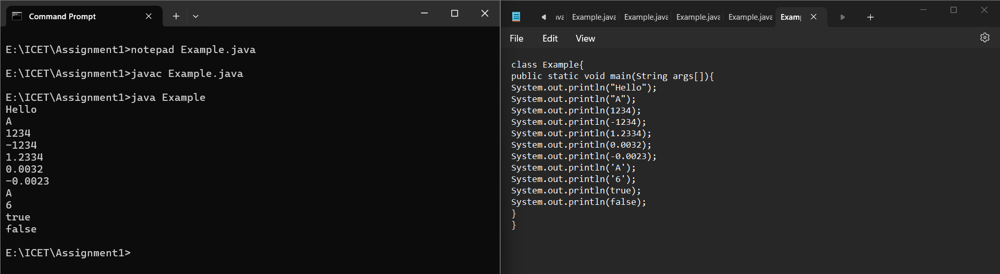 Command Prompt
E:\ICET\Assignment1>notepad Example.java
E:\ICET\Assignment1>javac Example.java
E:\ICET\Assignment1>java Example
Hello
A
1234
-1234
1.2334
0.0032
-0.0023
A
6
true
false
E:\ICET\Assignment1>
Example.java Example.java Example.java Example.java
File Edit View
class Example{
public static void main(String args[]){
System.out.println("Hello");
System.out.println("A");
System.out.println(1234);
System.out.println(-1234);
System.out.println(1.2334);
System.out.println(0.0032);
System.out.println(-0.0023);
System.out.println('A');
System.out.println('6');
System.out.println(true);
System.out.println(false);
}
}